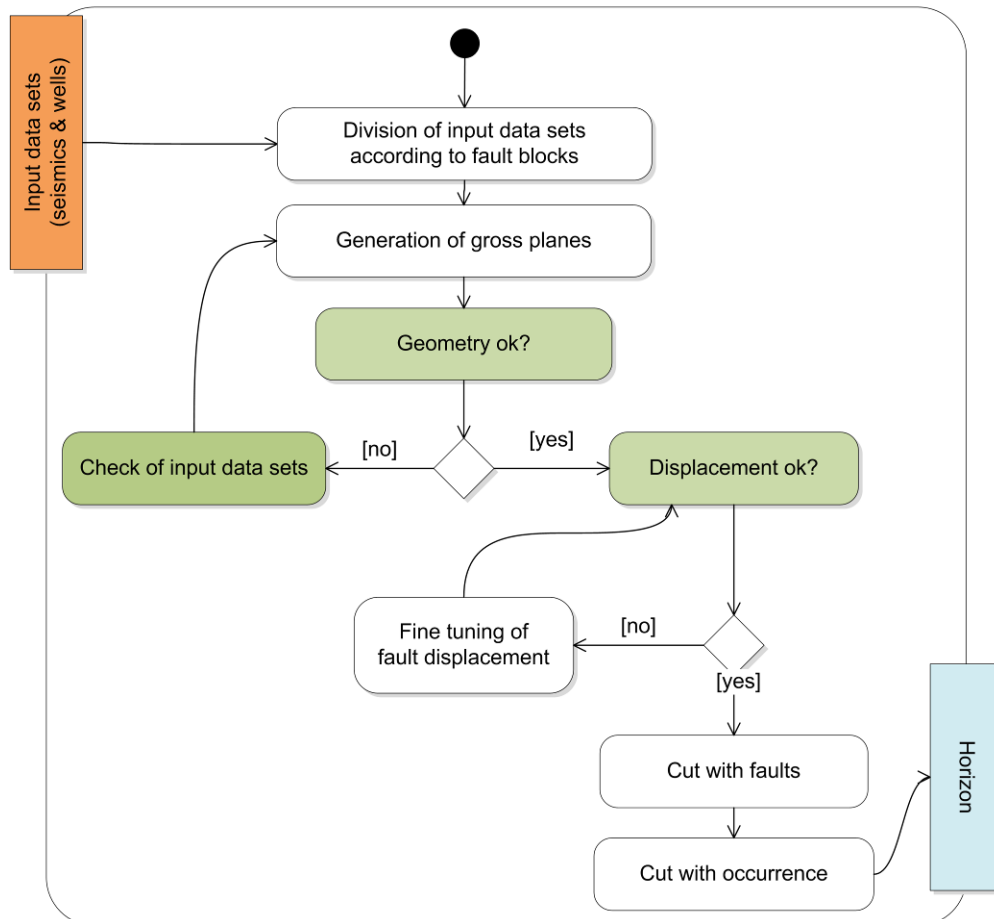 Input data sets
(seismics & wells)
Division of input data sets
according to fault blocks
Generation of gross planes
Geometry ok?
[no]
[yes]
Check of input data sets
Displacement ok?
Fine tuning of
fault displacement
[no]
[yes]
Cut with faults
Horizon
Cut with occurrence